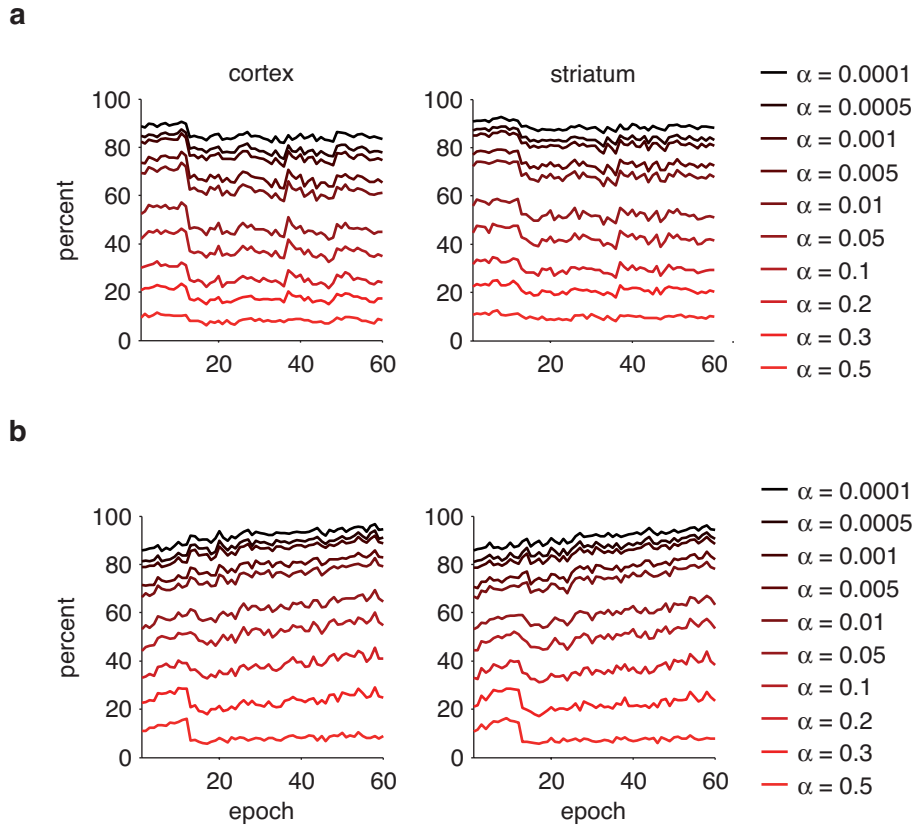 a
cortex
striatum
percent
100
80
60
40
20
0
20
40
60
100
80
60
40
20
0
20
40
60
α = 0.0001
α = 0.0005
α = 0.001
α = 0.005
α = 0.01
α = 0.05
α = 0.1
α = 0.2
α = 0.3
α = 0.5
b
percent
100
80
60
40
20
0
20
40
60
epoch
100
80
60
40
20
0
20
40
60
epoch
α = 0.0001
α = 0.0005
α = 0.001
α = 0.005
α = 0.01
α = 0.05
α = 0.1
α = 0.2
α = 0.3
α = 0.5